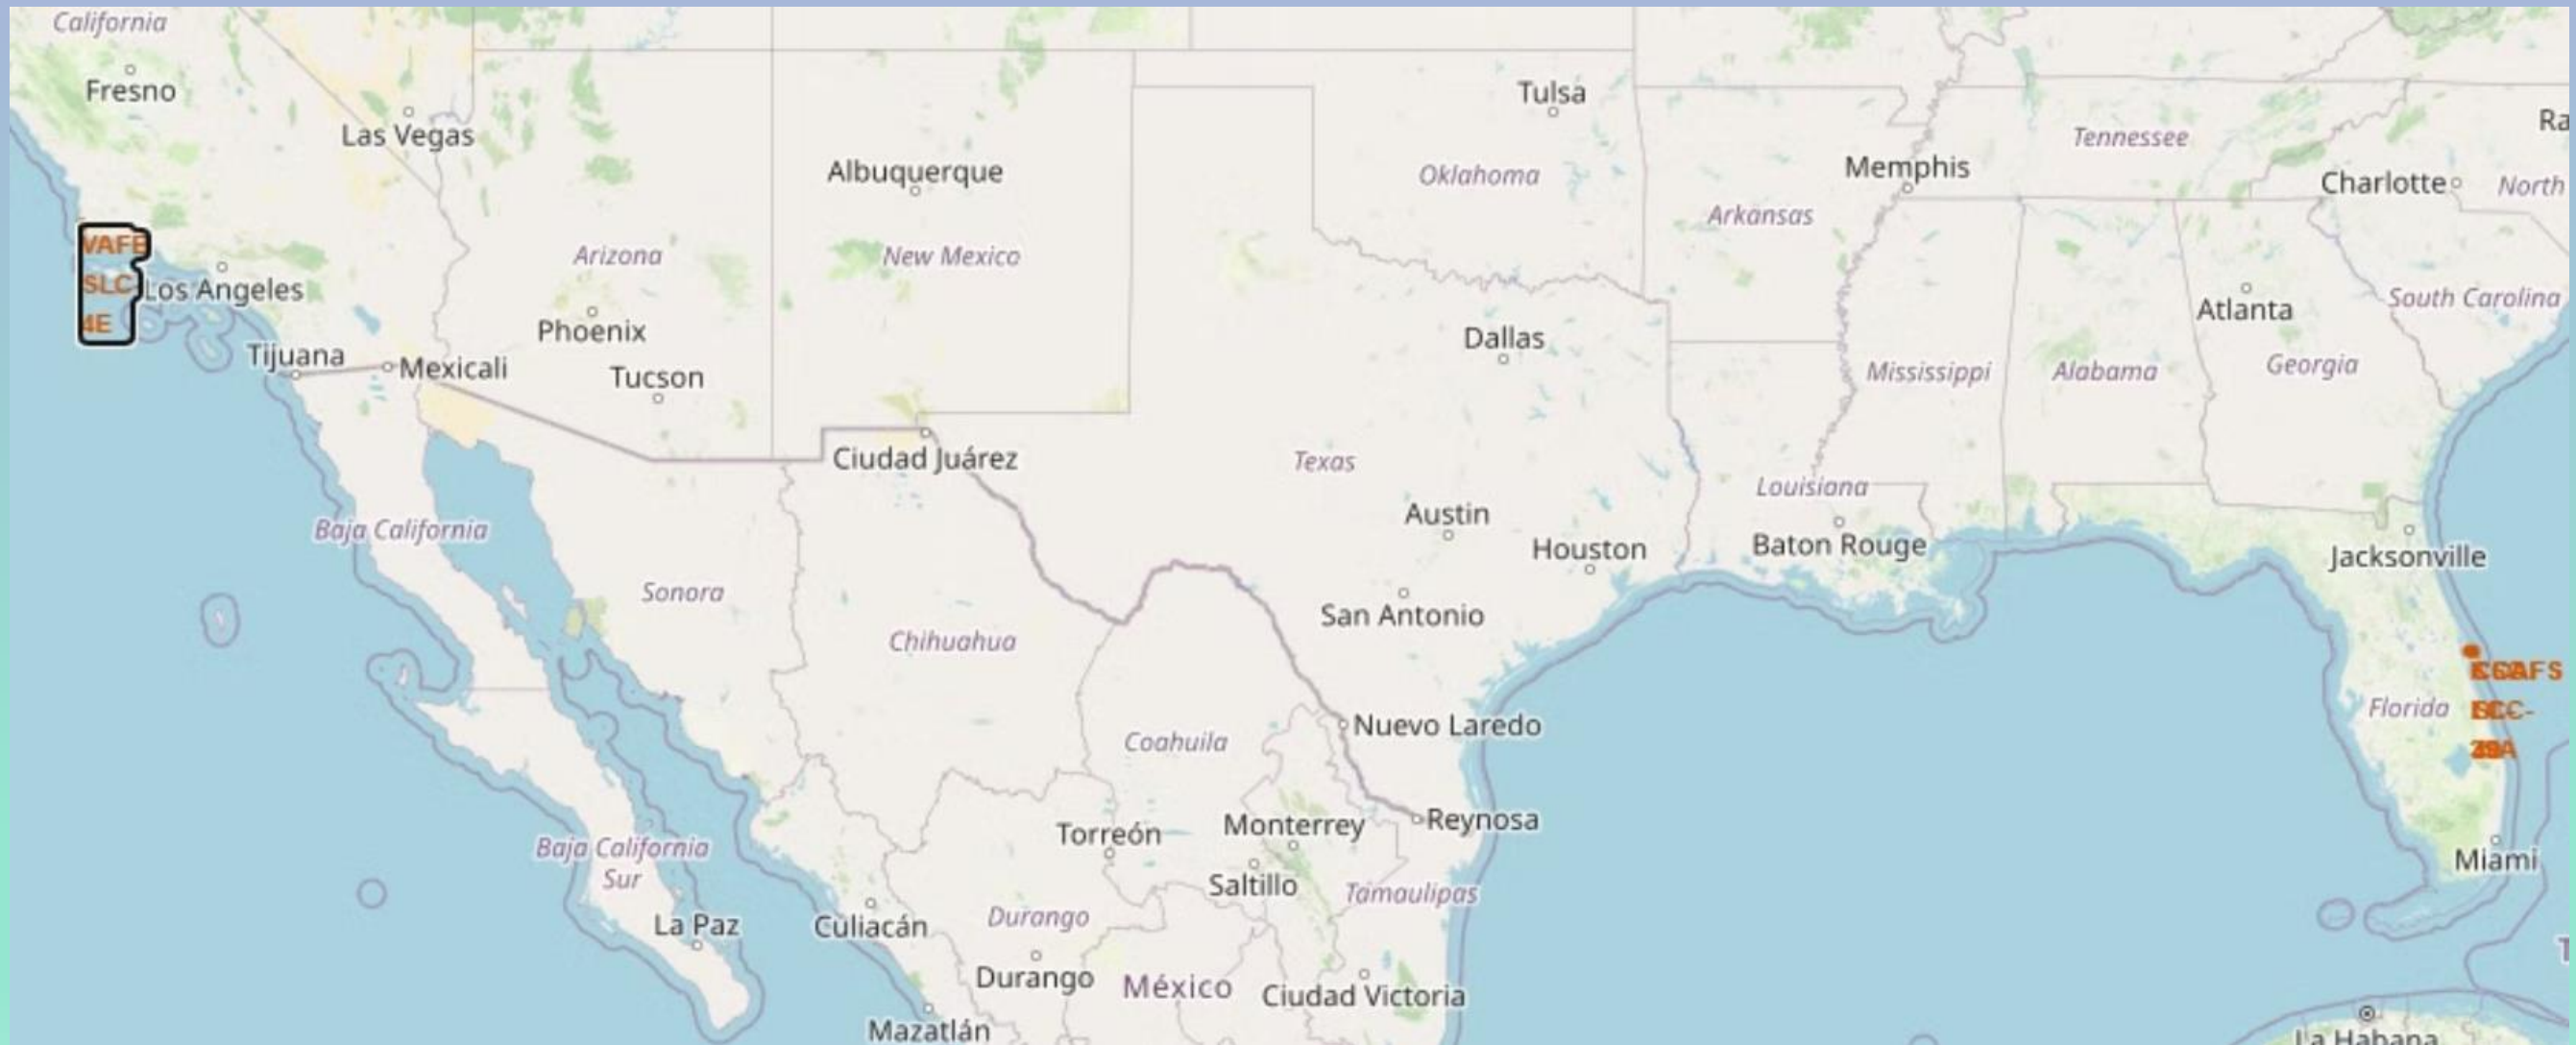 California
Fresno
Las Vegas
Albuquerque
Tulsa
Oklahoma
Memphis
Tennessee
Ra
Charlotte
North
Arkansas
VAFB
SLC
4E
Los Angeles
Arizona
New Mexico
Phoenix
Tucson
Tijuana
Mexicali
Dallas
Mississippi
Alabama
Atlanta
Georgia
South Carolina
Ciudad Juárez
Texas
Louisiana
Baja California
Austin
Houston
Baton Rouge
Jacksonville
Sonora
Chihuahua
San Antonio
Coahuila
Nuevo Laredo
Florida
Torreón
Monterrey
Reynosa
Saltillo
Tamaulipas
Miami
Baja California
Sur
La Paz
Culiacán
Durango
Durango
México
Ciudad Victoria
Mazatlán
La Habana